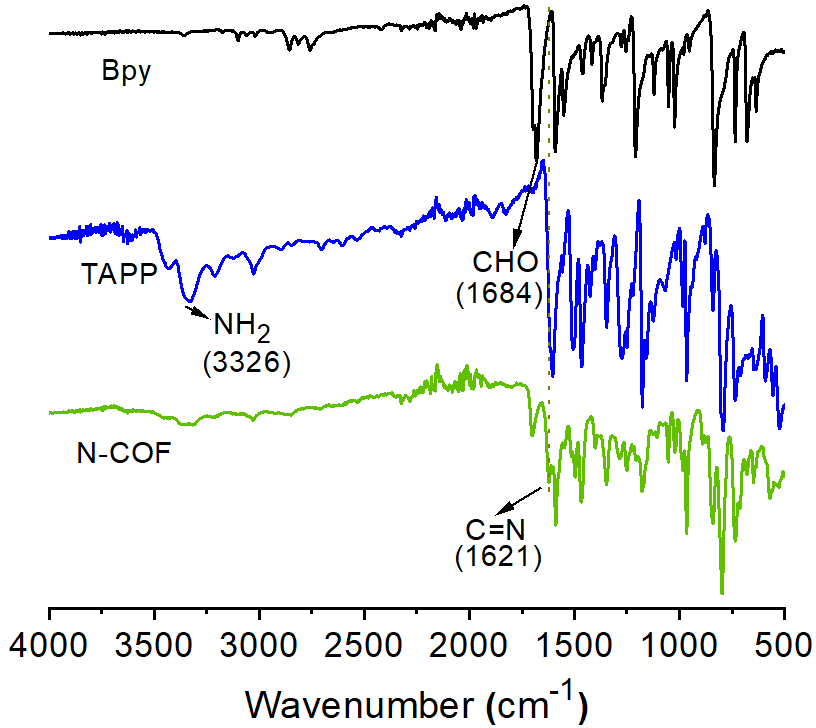 Bpy
TAPP
CHO
(1684)
NH2
(3326)
N-COF
C=N
(1621)
4000 3500 3000 2500 2000 1500 1000 500
Wavenumber (cm-1)